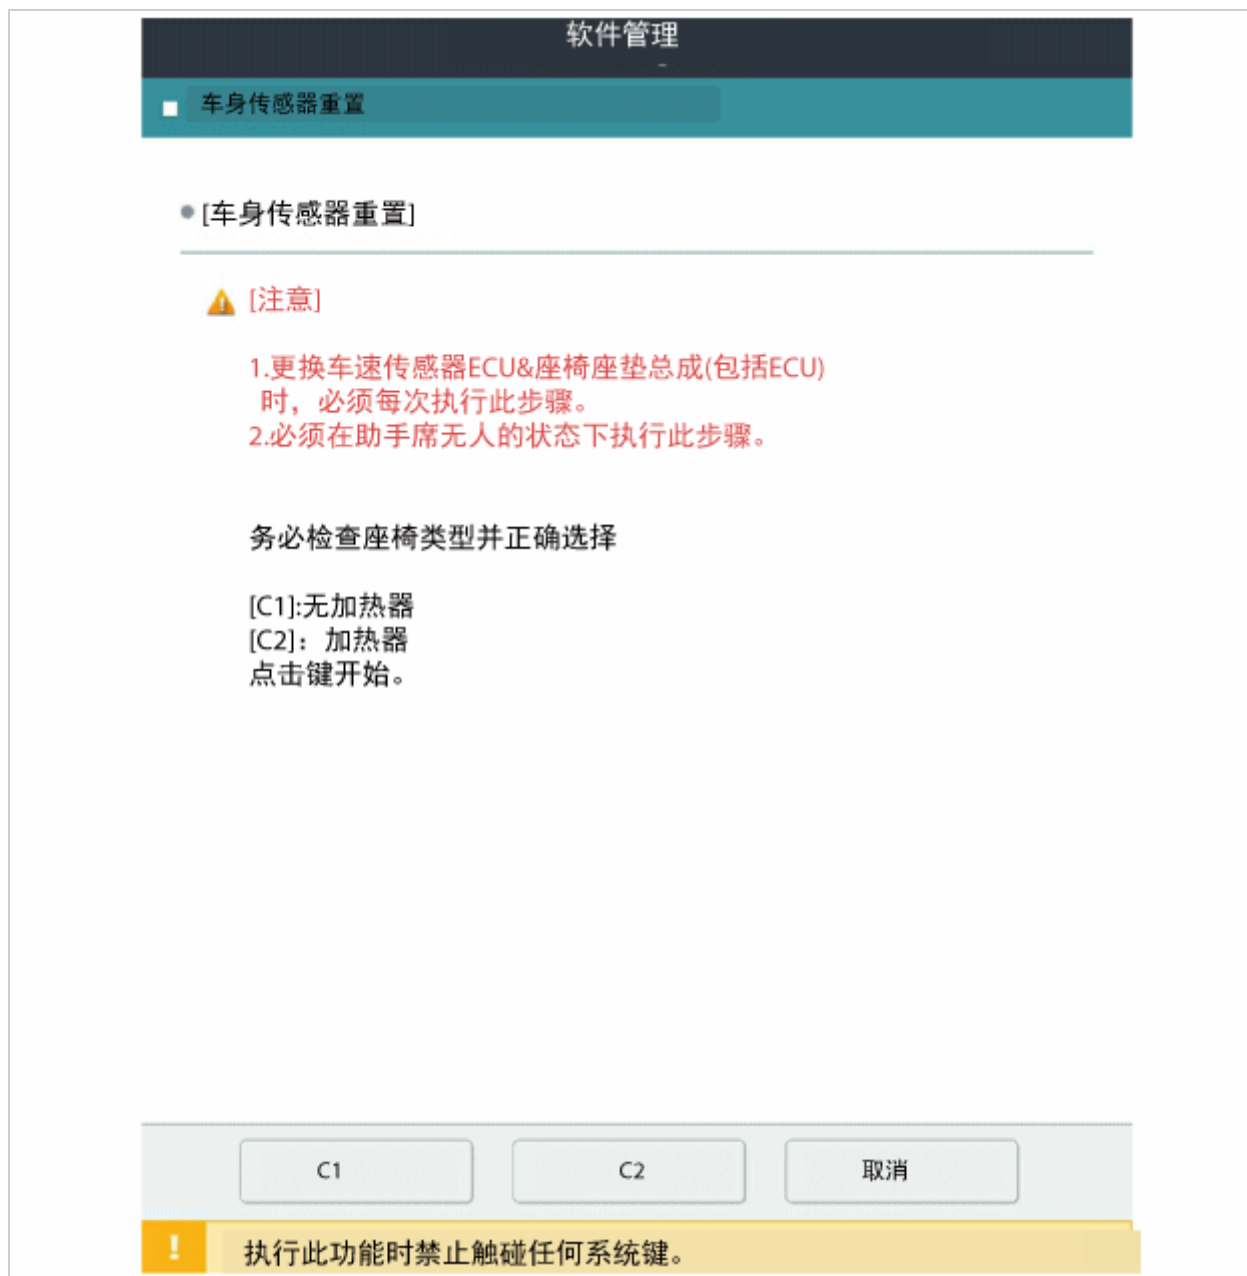 软件管理
车身传感器重置
[车身传感器重置]
[注意]
1.更换车速传感器ECU&座椅座垫总成(包括ECU)
时，必须每次执行此步骤。
2.必须在助手席无人的状态下执行此步骤。
务必检查座椅类型并正确选择
[C1]:无加热器
[C2]：加热器
点击键开始。
C1
C2
取消
! 执行此功能时禁止触碰任何系统键。